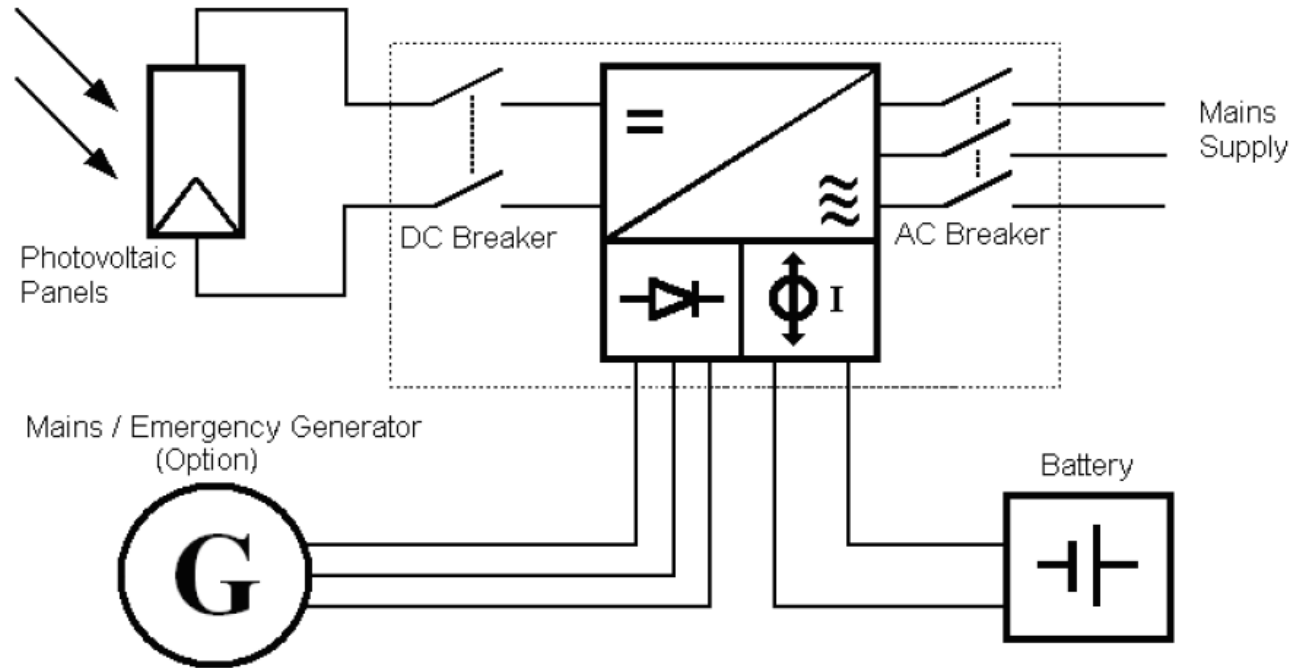 Photovoltaic
Panels
DC Breaker
=
≈
AC Breaker
Mains
Supply
I
Mains / Emergency Generator
(Option)
G
Battery